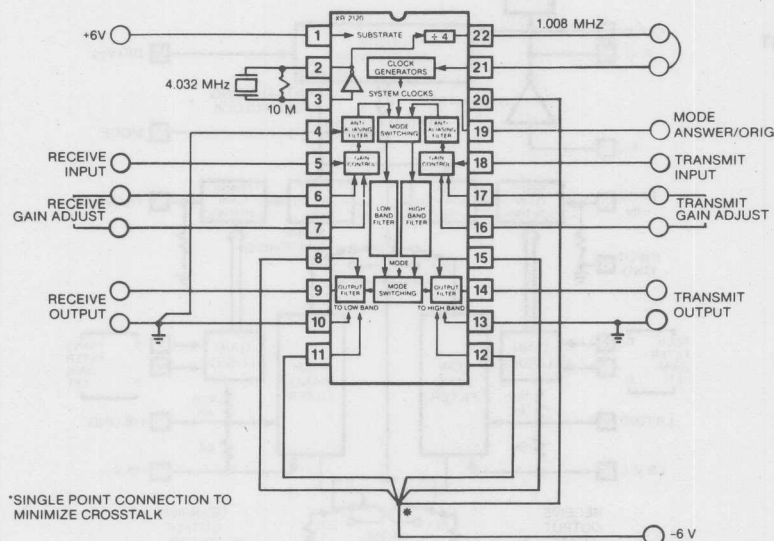 XR 2120
+6V
1
SUBSTRATE
÷ 4
22
1.008 MHZ
2
CLOCK
GENERATORS
21
4.032 MHz
SYSTEM CLOCKS
3
10 M
20
4
ANTI
ALIASING
FILTER
MODE
SWITCHING
ANTI
ALIASING
FILTER
19
MODE
ANSWER/ORIG
RECEIVE
INPUT
5
GAIN
CONTROL
GAIN
CONTROL
18
TRANSMIT
INPUT
RECEIVE
GAIN ADJUST
6
17
TRANSMIT
GAIN ADJUST
7
LOW
BAND
FILTER
HIGH
BAND
FILTER
16
8
MODE
15
RECEIVE
OUTPUT
9
OUTPUT
FILTER
MODE
SWITCHING
OUTPUT
FILTER
14
TRANSMIT
OUTPUT
10
TO LOW BAND
TO HIGH BAND
13
11
12
*SINGLE POINT CONNECTION TO
MINIMIZE CROSSTALK
*
-6 V